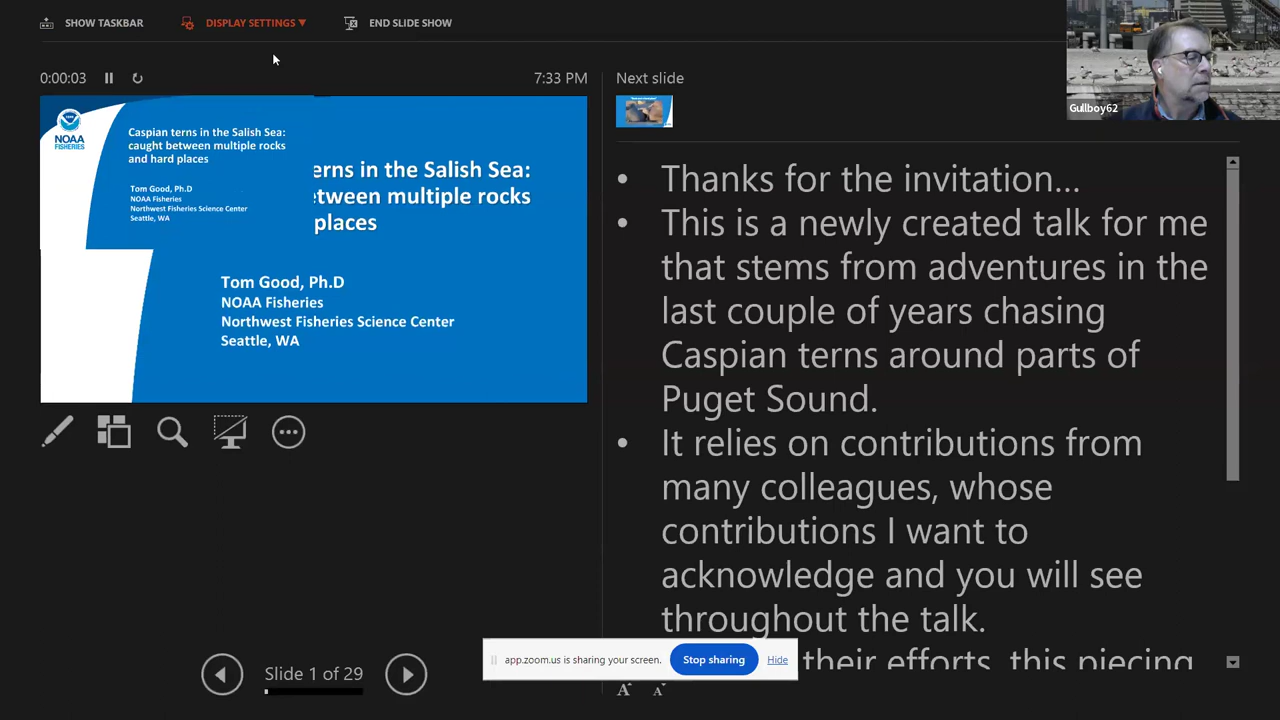 SHOW TASKBAR
DISPLAY SETTINGS ▼
END SLIDE SHOW
Gullboy62
0:00:03
7:33 PM
NOAA
FISHERIES
Caspian terns in the Salish Sea:
caught between multiple rocks
and hard places
Tom Good, Ph.D
NOAA Fisheries
Northwest Fisheries Science Center
Seattle, WA
erns in the Salish Sea:
tween multiple rocks
places
Tom Good, Ph.D
NOAA Fisheries
Northwest Fisheries Science Center
Seattle, WA
Slide 1 of 29
Next slide
• Thanks for the invitation…
• This is a newly created talk for me
that stems from adventures in the
last couple of years chasing
Caspian terns around parts of
Puget Sound.
• It relies on contributions from
many colleagues, whose
contributions I want to
acknowledge and you will see
throughout the talk.
their efforts, this piecing
app.zoom.us is sharing your screen.
Stop sharing
Hide
A A